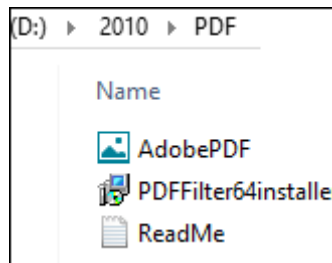 (D:) 2010 PDF
Name
AdobePDF
PDFFilter64installe
ReadMe